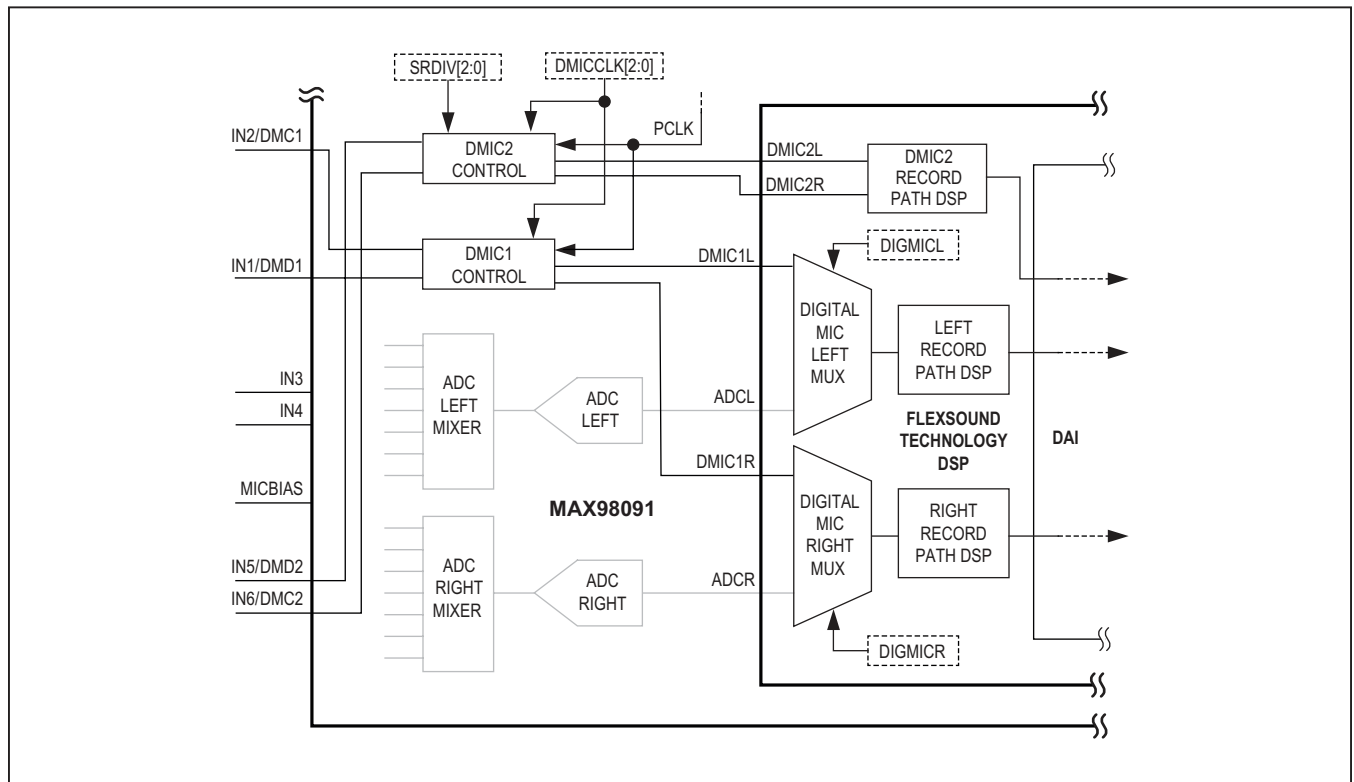 SRDIV[2:0]
DMICCLK[2:0]
PCLK
IN2/DMC1
DMIC2
CONTROL
DMIC2L
DMIC2R
DMIC2
RECORD
PATH DSP
IN1/DMD1
DMIC1
CONTROL
DMIC1L
DIGMICL
DIGITAL
MIC
LEFT
MUX
LEFT
RECORD
PATH DSP
IN3
IN4
ADC
LEFT
MIXER
ADC
LEFT
ADCL
FLEXSOUND
TECHNOLOGY
DSP
DAI
DMIC1R
MICBIAS
MAX98091
DIGITAL
MIC
RIGHT
MUX
RIGHT
RECORD
PATH DSP
IN5/DMD2
IN6/DMC2
ADC
RIGHT
MIXER
ADC
RIGHT
ADCR
DIGMICR